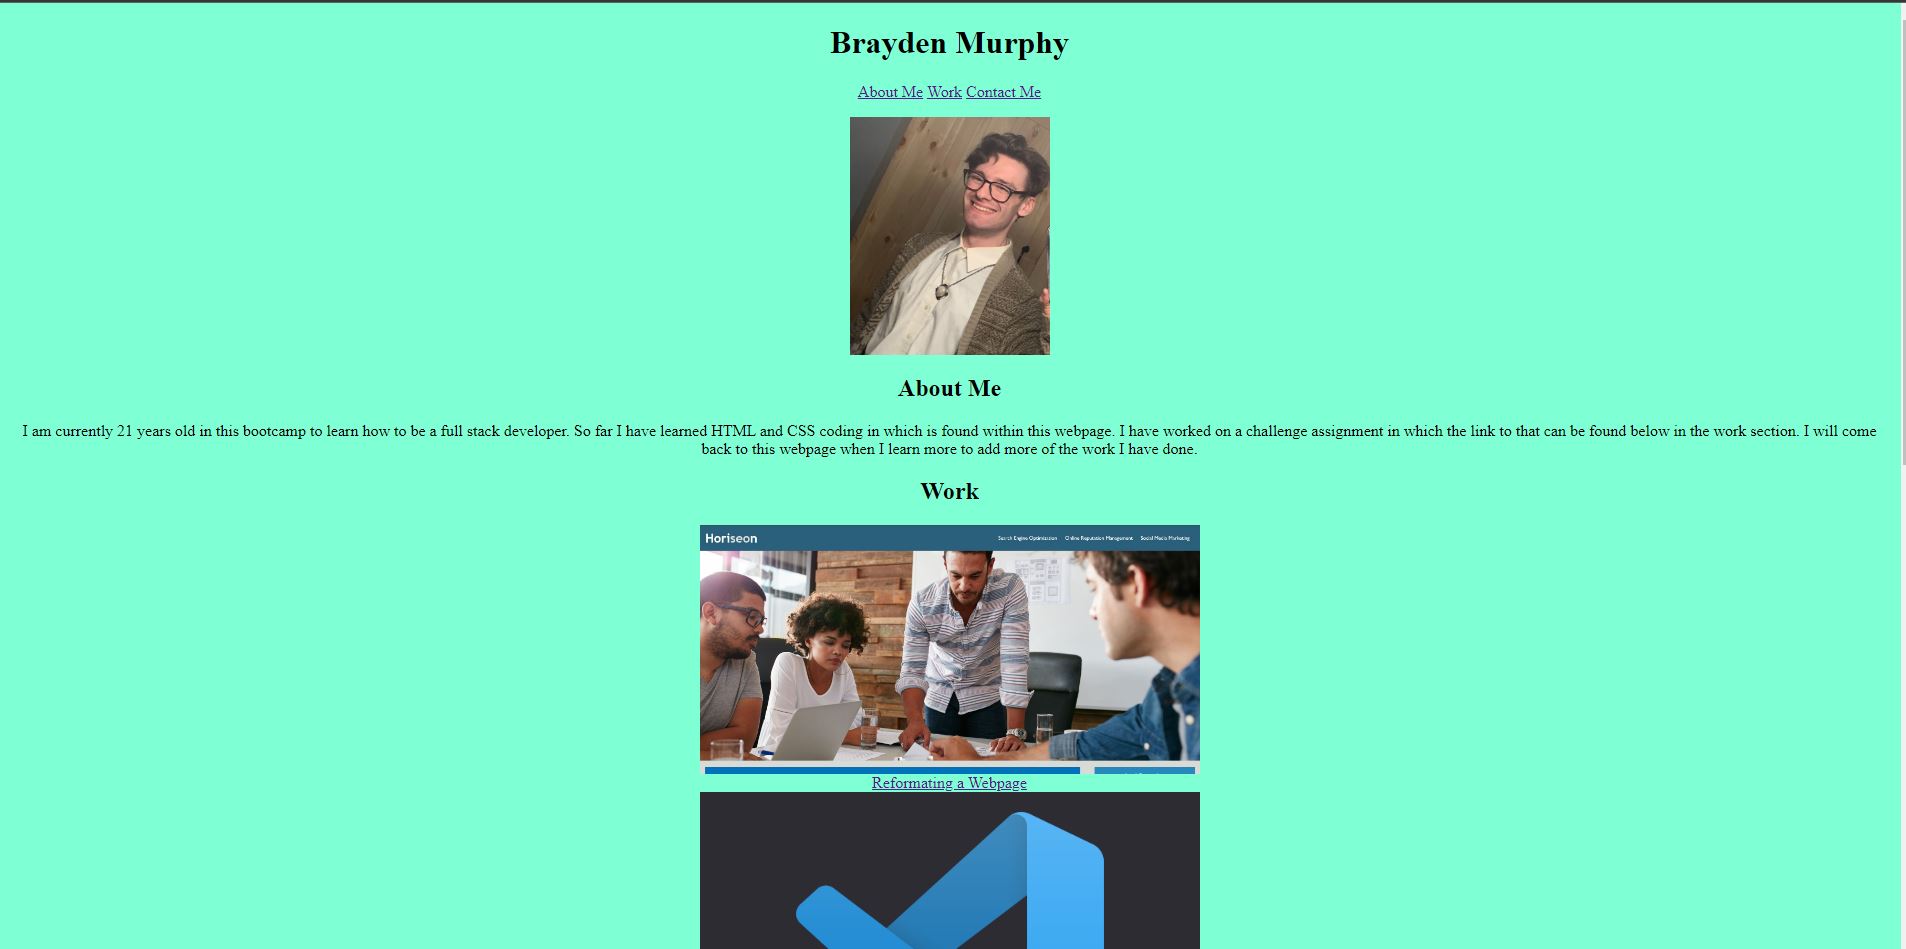 Brayden Murphy
About Me Work Contact Me
About Me
I am currently 21 years old in this bootcamp to learn how to be a full stack developer. So far I have learned HTML and CSS coding in which is found within this webpage. I have worked on a challenge assignment in which the link to that can be found below in the work section. I will come
back to this webpage when I learn more to add more of the work I have done.
Work
Horiseon Search Engine Optimization Online Reputation Management Social Media Marketing
Reformating a Webpage